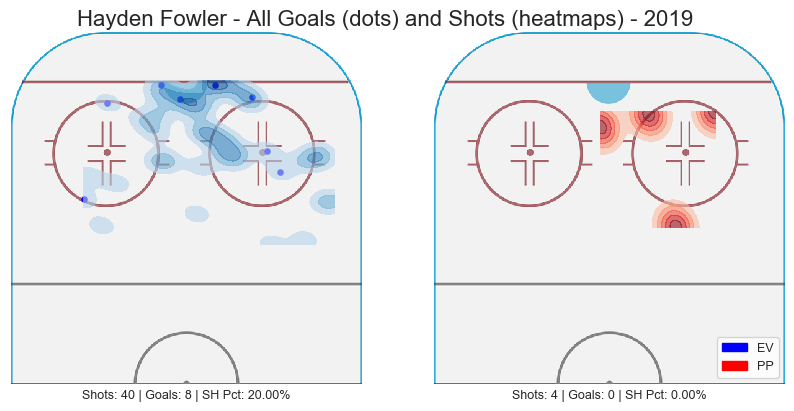 Hayden Fowler - All Goals (dots) and Shots (heatmaps) - 2019
EV
PP
Shots: 40 | Goals: 8 | SH Pct: 20.00%
Shots: 4 | Goals: 0 | SH Pct: 0.00%